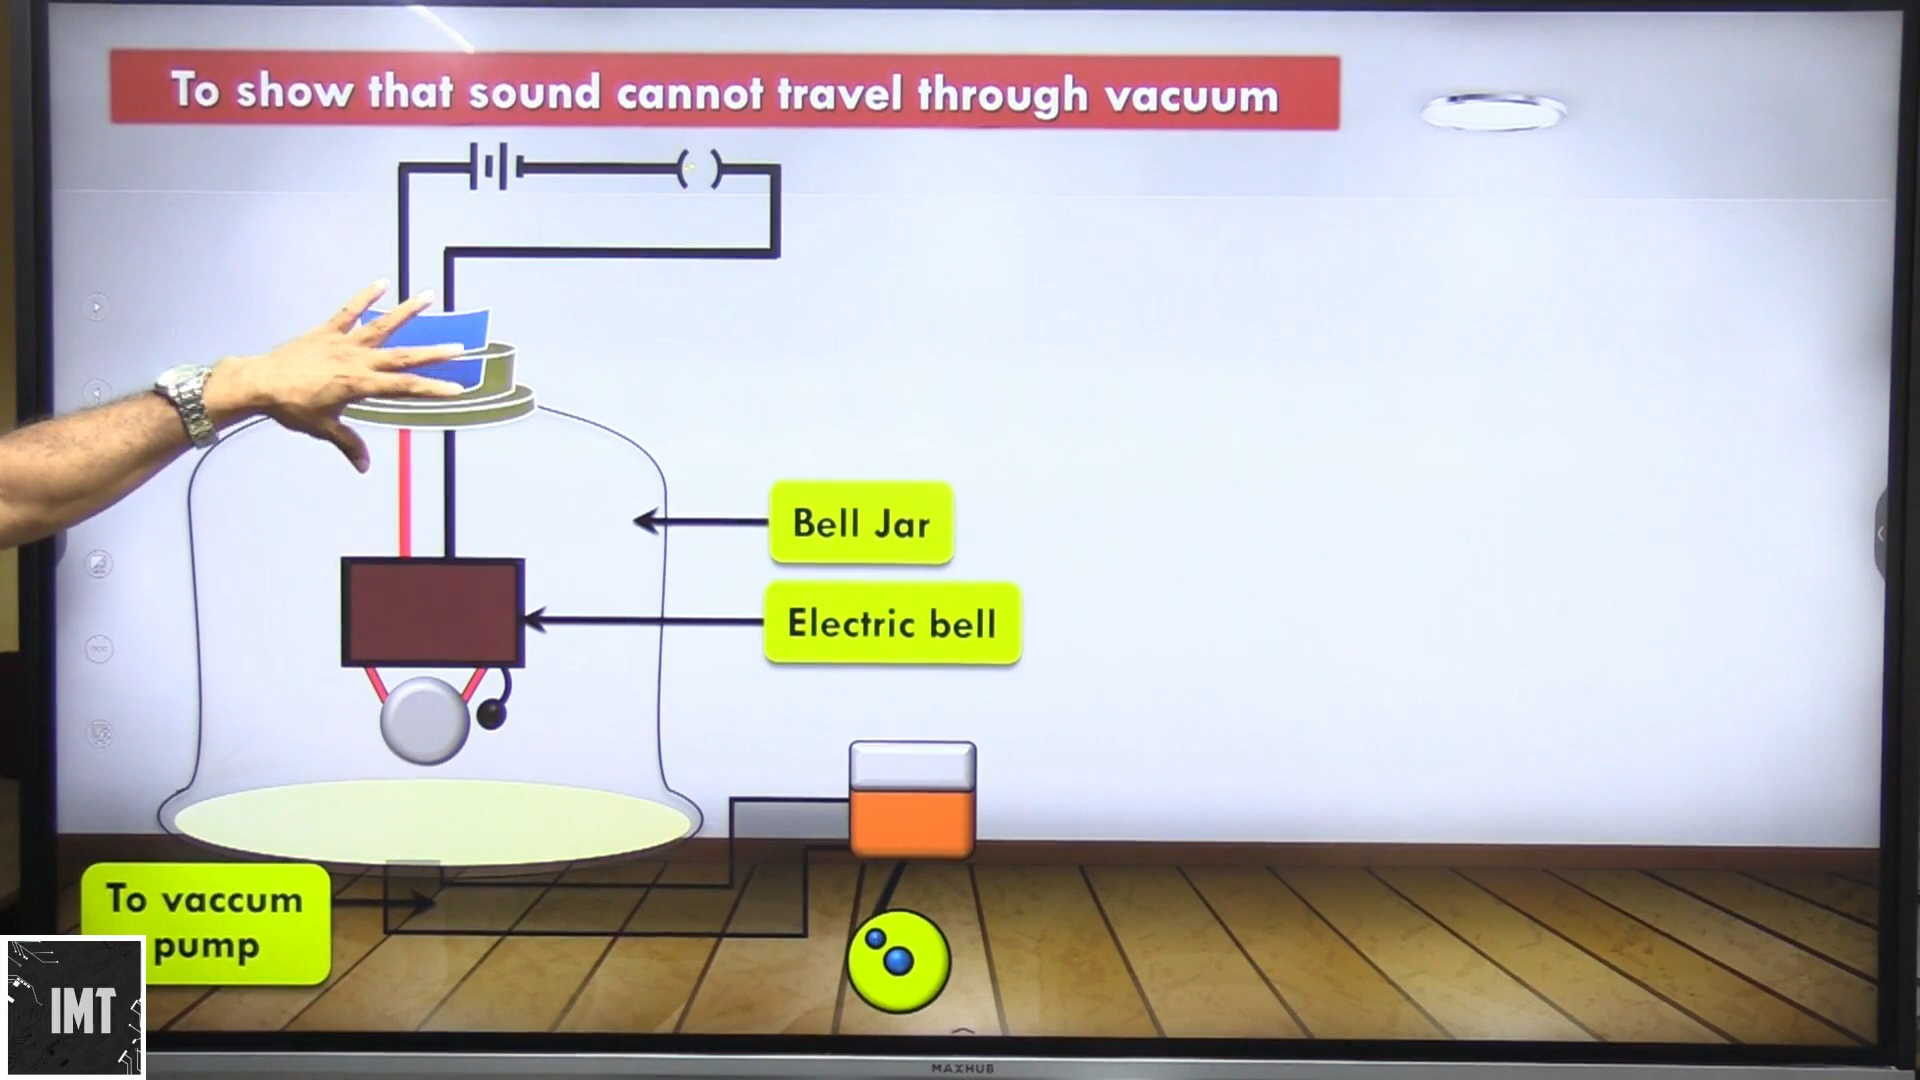 To show that sound cannot travel through vacuum
Bell Jar
Electric bell
To vaccum
pump
IMT
MAXHUB